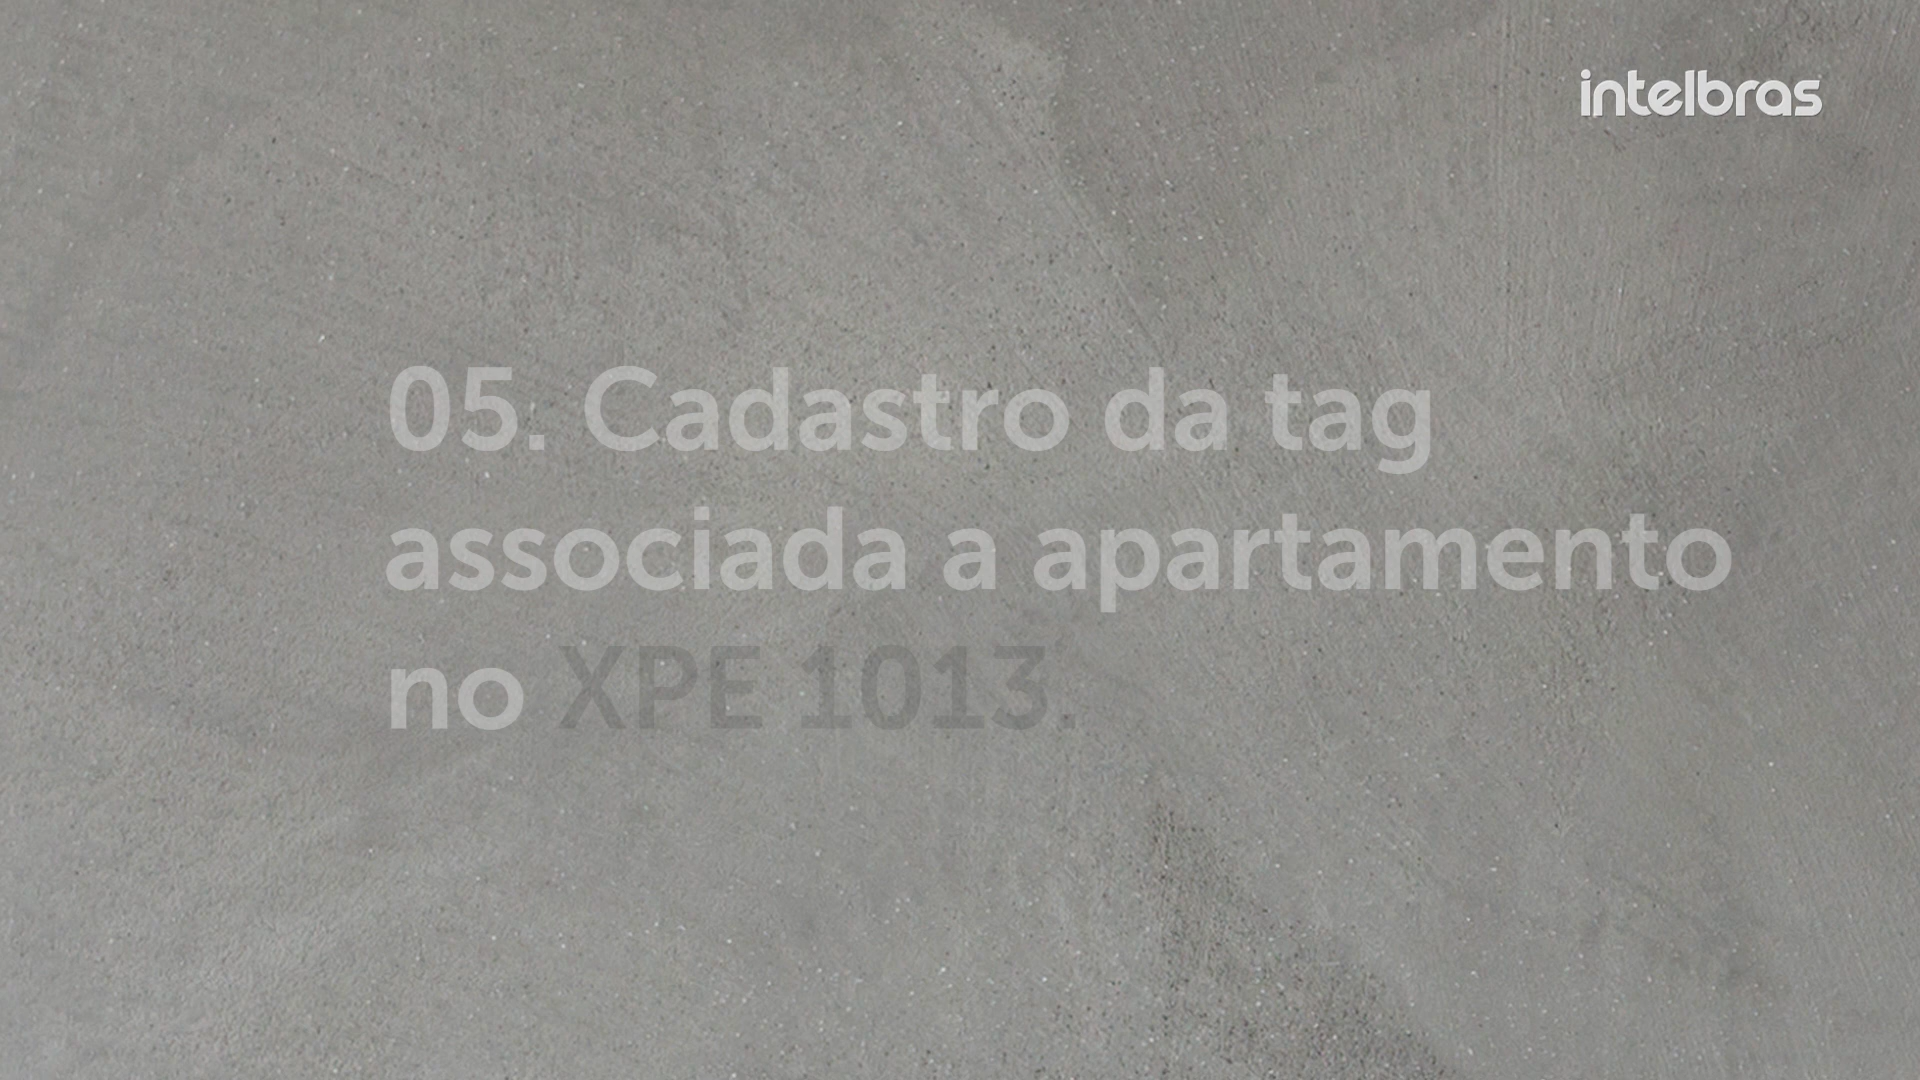 intelbras
05. Cadastro da tag
associada a apartamento
no XPE 1013.